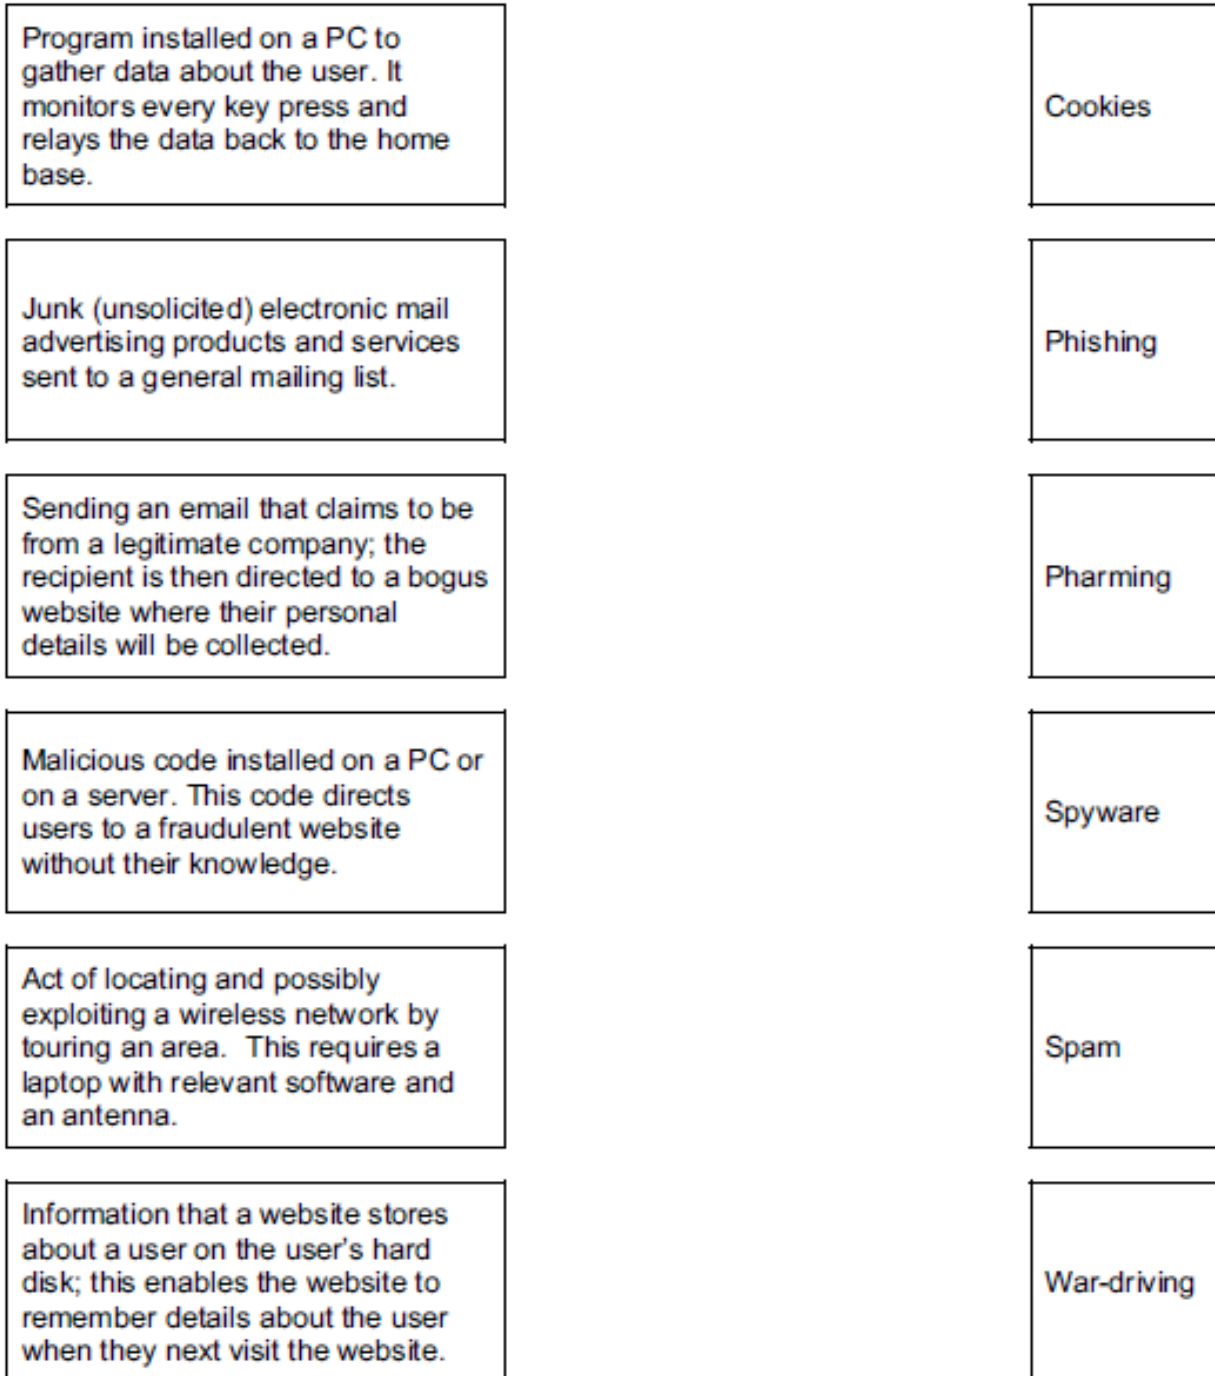 Program installed on a PC to
gather data about the user. It
monitors every key press and
relays the data back to the home
base.
Cookies
Junk (unsolicited) electronic mail
advertising products and services
sent to a general mailing list.
Phishing
Sending an email that claims to be
from a legitimate company; the
recipient is then directed to a bogus
website where their personal
details will be collected.
Pharming
Malicious code installed on a PC or
on a server. This code directs
users to a fraudulent website
without their knowledge.
Spyware
Act of locating and possibly
exploiting a wireless network by
touring an area.  This requires a
laptop with relevant software and
an antenna.
Spam
Information that a website stores
about a user on the user's hard
disk; this enables the website to
remember details about the user
when they next visit the website.
War-driving